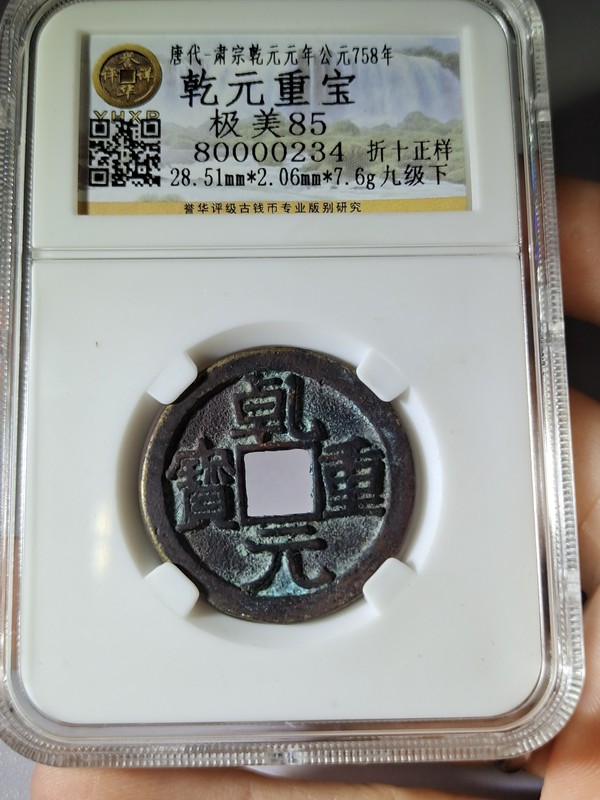 唐代-肃宗乾元元年公元758年
乾元重宝
极美85
80000234 折十正样
28.51mm*2.06mm*7.6g九级下
誉华评级古钱币专业版别研究
YHXP
乾
寶 重
元